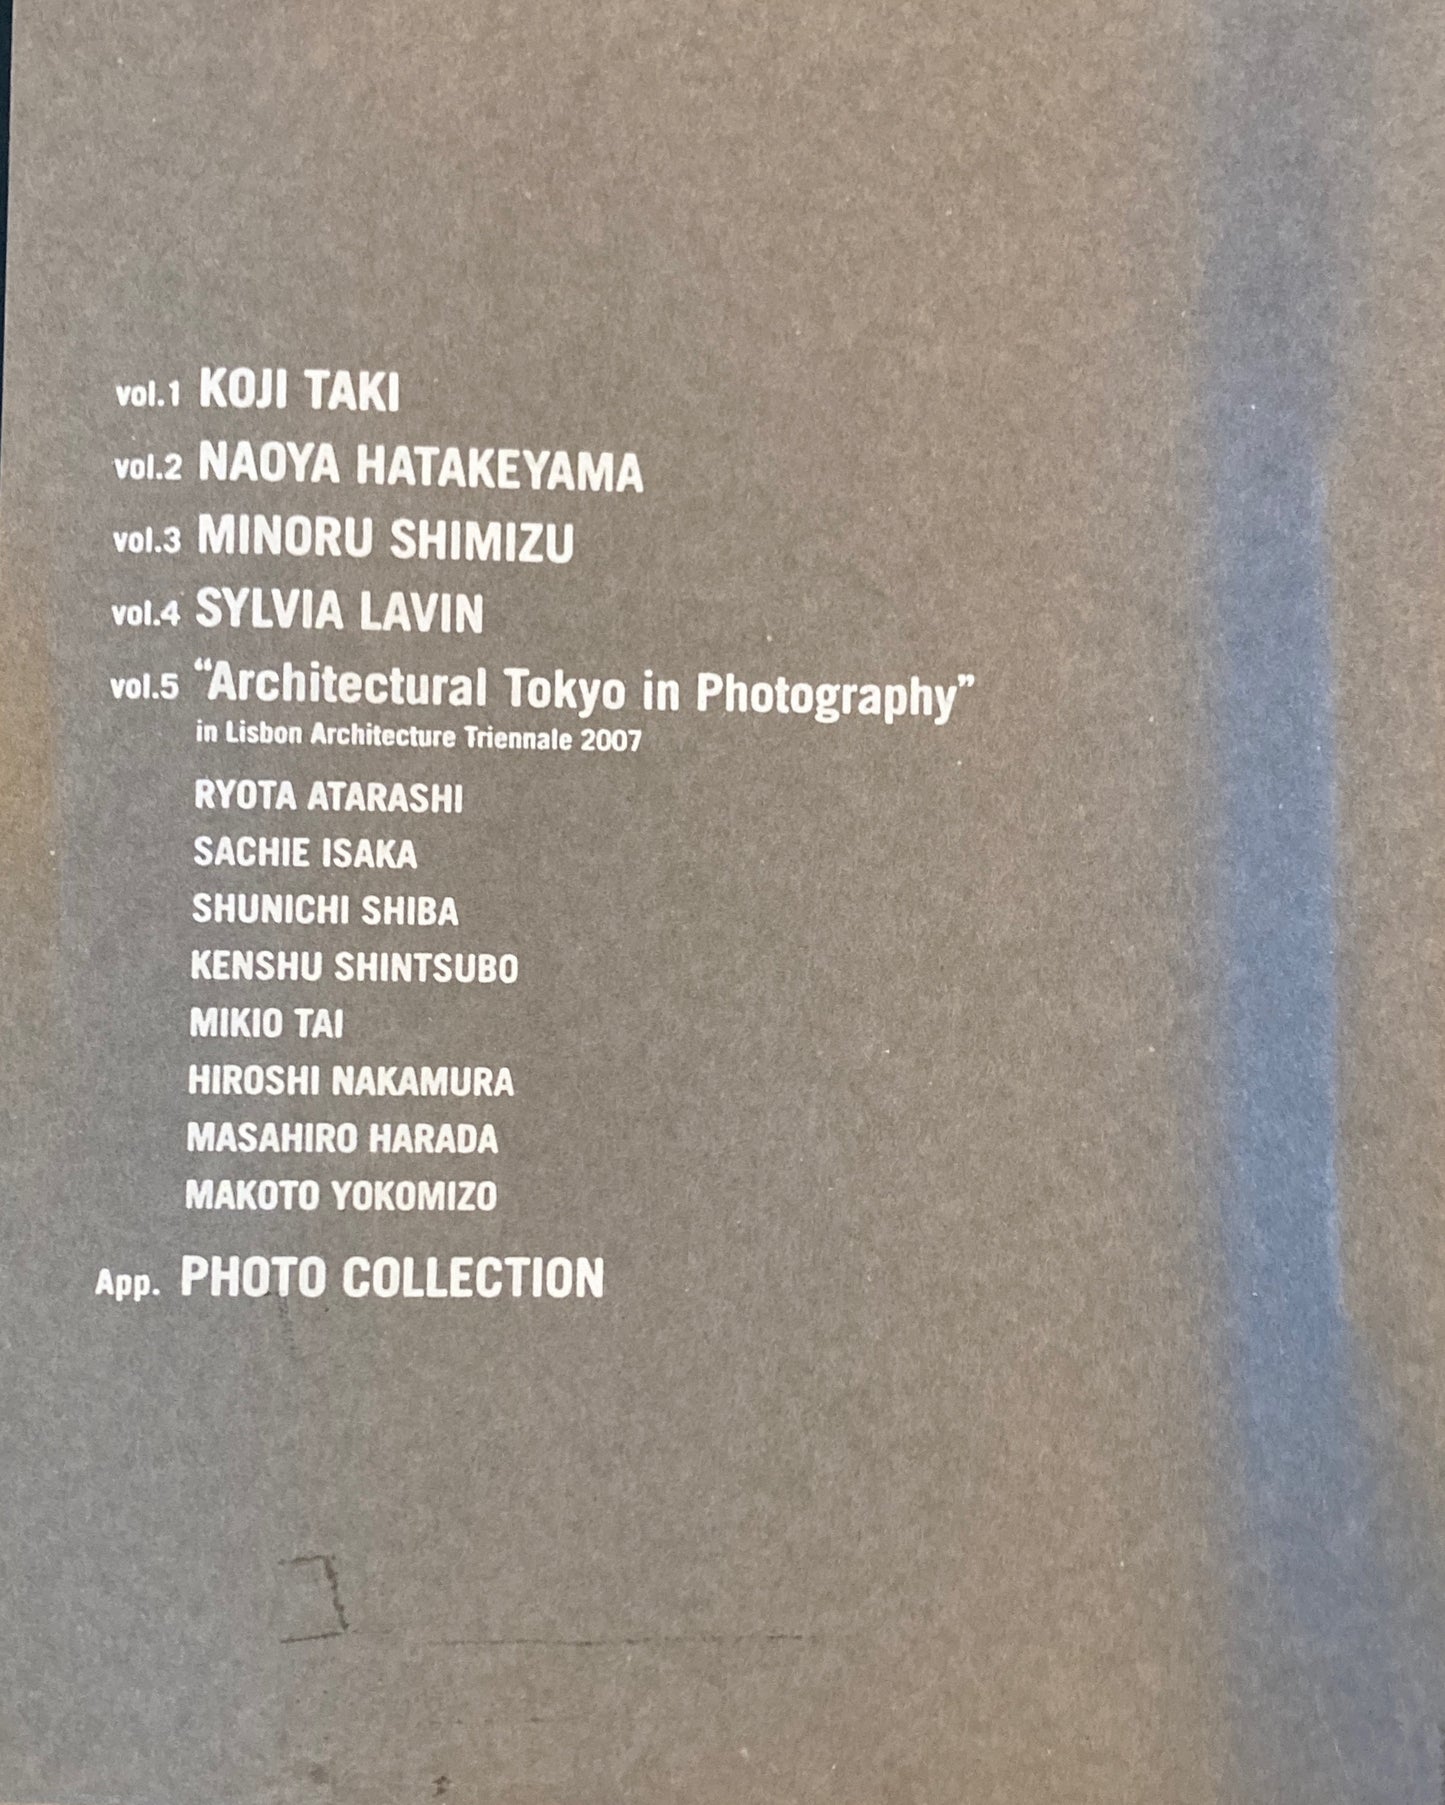 vol.1 KOJI TAKI
vol.2 NAOYA HATAKEYAMA
vol.3 MINORU SHIMIZU
vol.4 SYLVIA LAVIN
vol.5 “Architectural Tokyo in Photography”
in Lisbon Architecture Triennale 2007
RYOTA ATARASHI
SACHIE ISAKA
SHUNICHI SHIBA
KENSHU SHINTSUBO
MIKIO TAI
HIROSHI NAKAMURA
MASAHIRO HARADA
MAKOTO YOKOMIZO
App. PHOTO COLLECTION